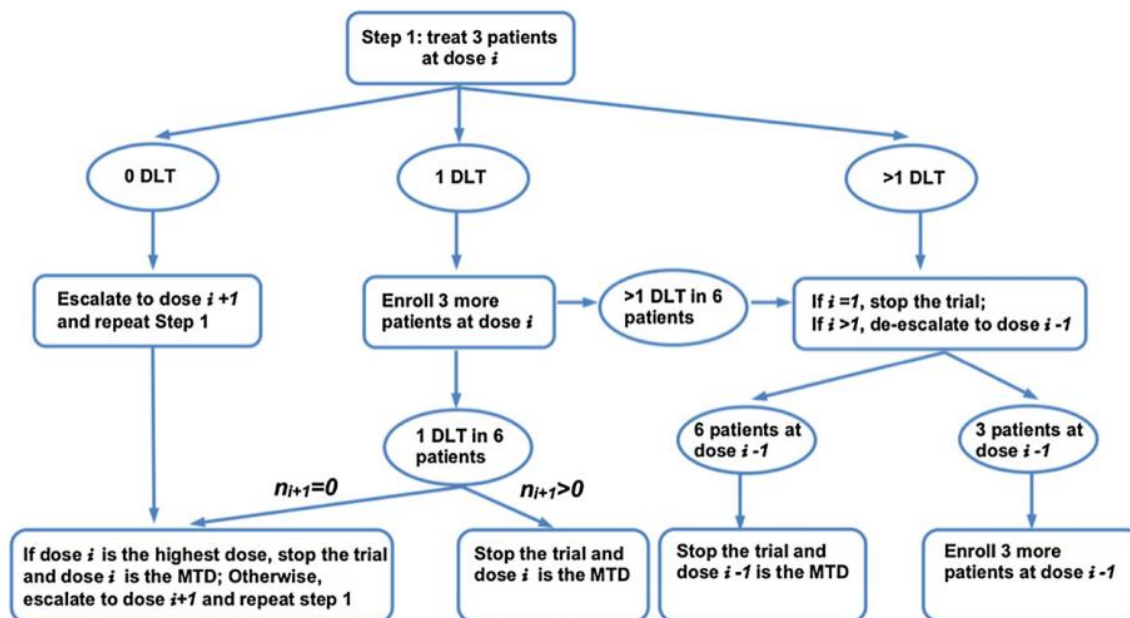 Step 1: treat 3 patients
at dose i
0 DLT
1 DLT
>1 DLT
Escalate to dose i +1
and repeat Step 1
Enroll 3 more
patients at dose i
>1 DLT in 6
patients
If i =1, stop the trial;
If i >1, de-escalate to dose i -1
1 DLT in 6
patients
6 patients at
dose i -1
3 patients at
dose i -1
nᵢ₊₁=0
nᵢ₊₁>0
If dose i is the highest dose, stop the trial
and dose i is the MTD; Otherwise,
escalate to dose i+1 and repeat step 1
Stop the trial and
dose i is the MTD
Stop the trial and
dose i -1 is the MTD
Enroll 3 more
patients at dose i -1